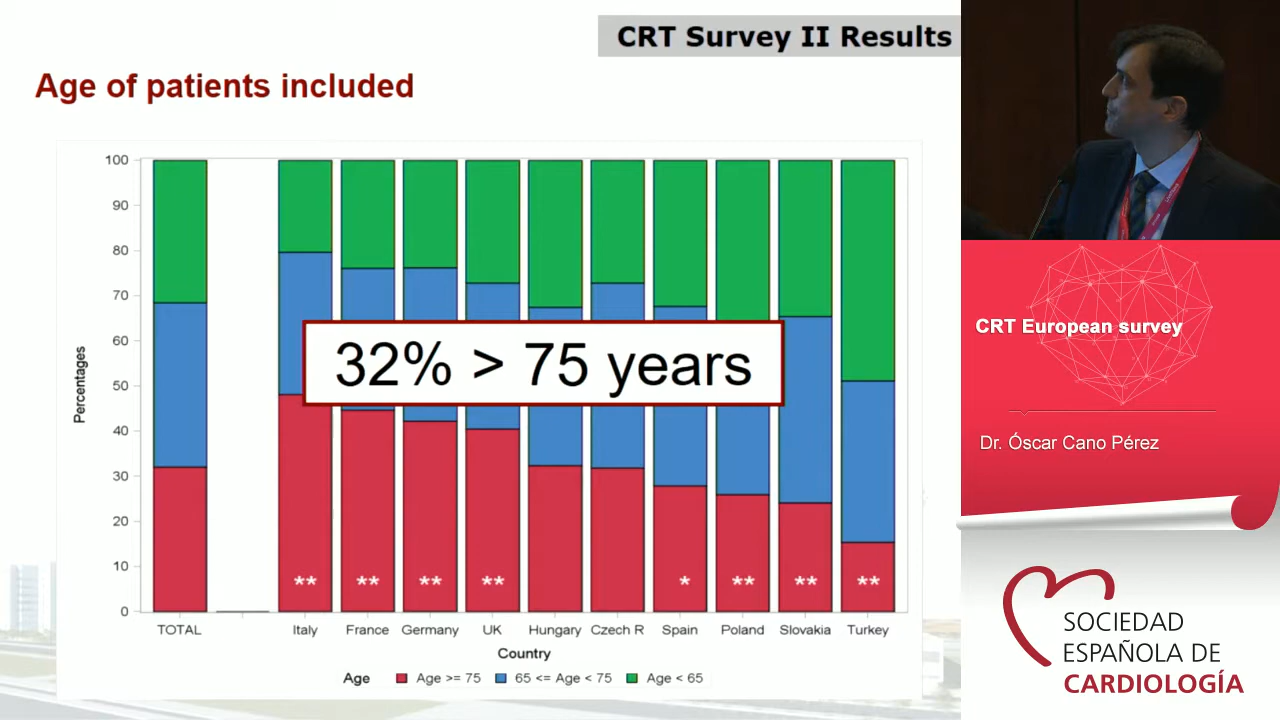 CRT Survey II Results
Age of patients included
100
90
80
70
60
50
40
30
20
10
0
Percentages
32% > 75 years
** ** ** ** * ** ** **
TOTAL Italy France Germany UK Hungary Czech R Spain Poland Slovakia Turkey
Country
Age Age >= 75 65 <= Age < 75 Age < 65
CRT European survey
Dr. Óscar Cano Pérez
SOCIEDAD
ESPAÑOLA DE
CARDIOLOGÍA